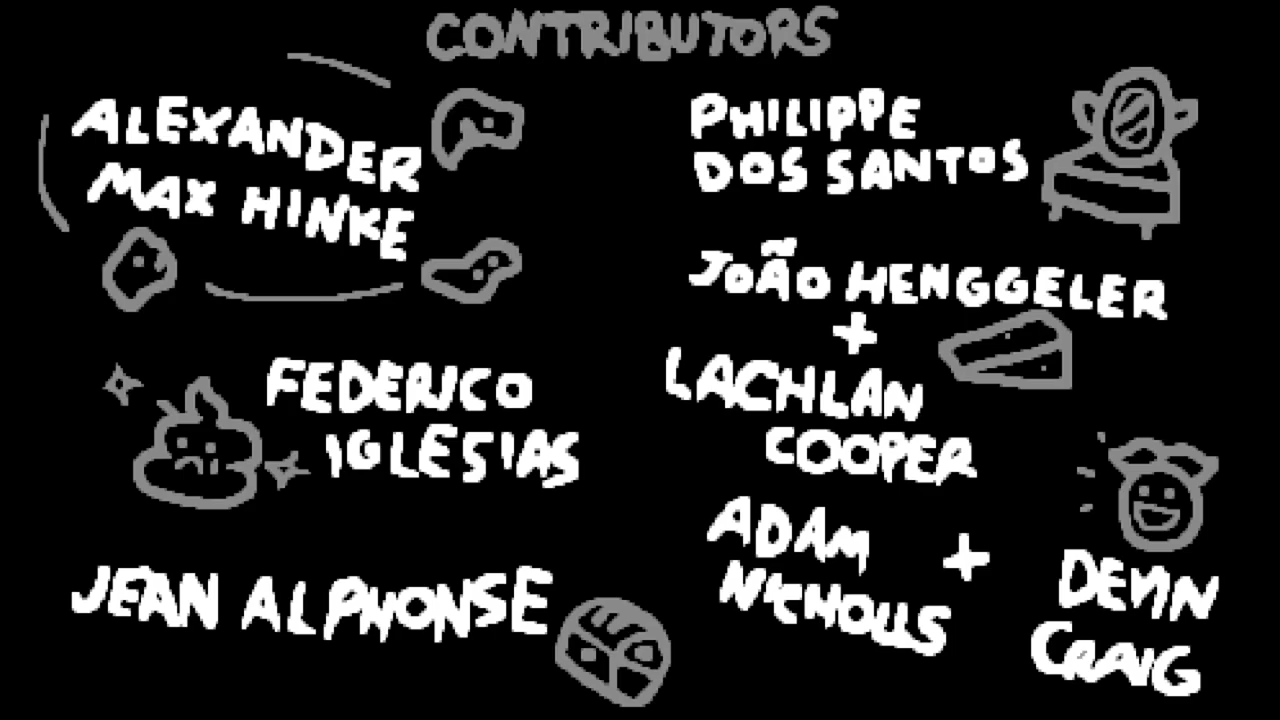 CONTRIBUTORS
ALEXANDER
MAX HINKE
FEDERICO
IGLESIAS
JEAN ALPHONSE
PHILIPPE
DOS SANTOS
JOÃO HENGGELER
+
LACHLAN
COOPER
ADAM
NICHOLLS
+
DEVIN
CRAIG